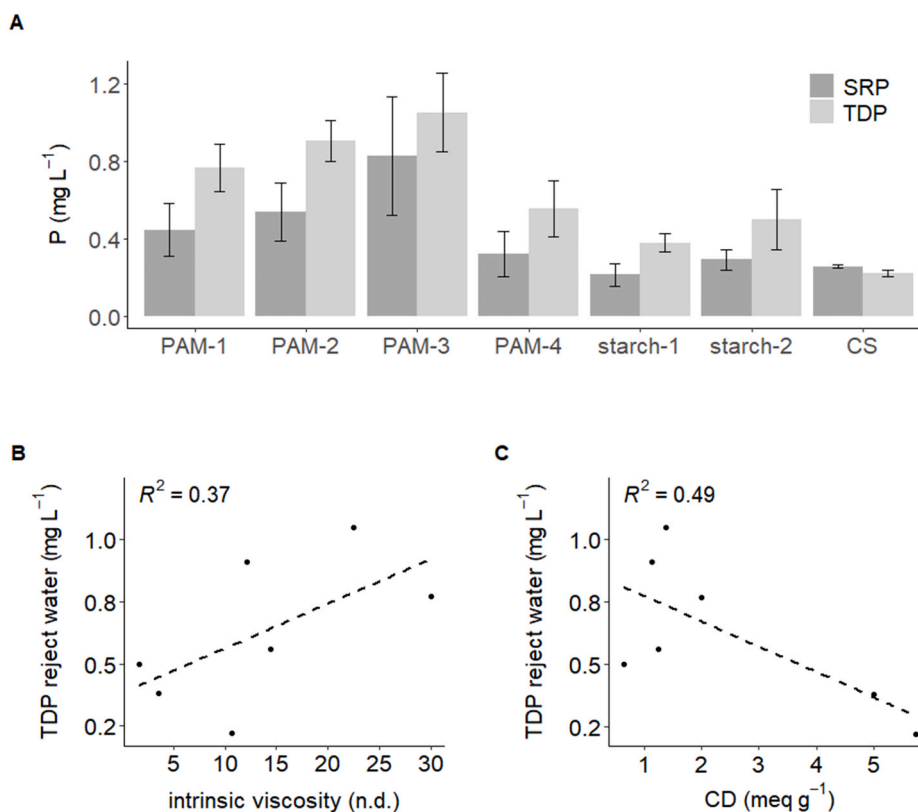 A
SRP
TDP
P (mg L⁻¹)
1.2
0.8
0.4
0.0
PAM-1 PAM-2 PAM-3 PAM-4 starch-1 starch-2 CS
B
R² = 0.37
TDP reject water (mg L⁻¹)
1.0
0.8
0.5
0.2
5 10 15 20 25 30
intrinsic viscosity (n.d.)
C
R² = 0.49
TDP reject water (mg L⁻¹)
1.0
0.8
0.5
0.2
1 2 3 4 5
CD (meq g⁻¹)